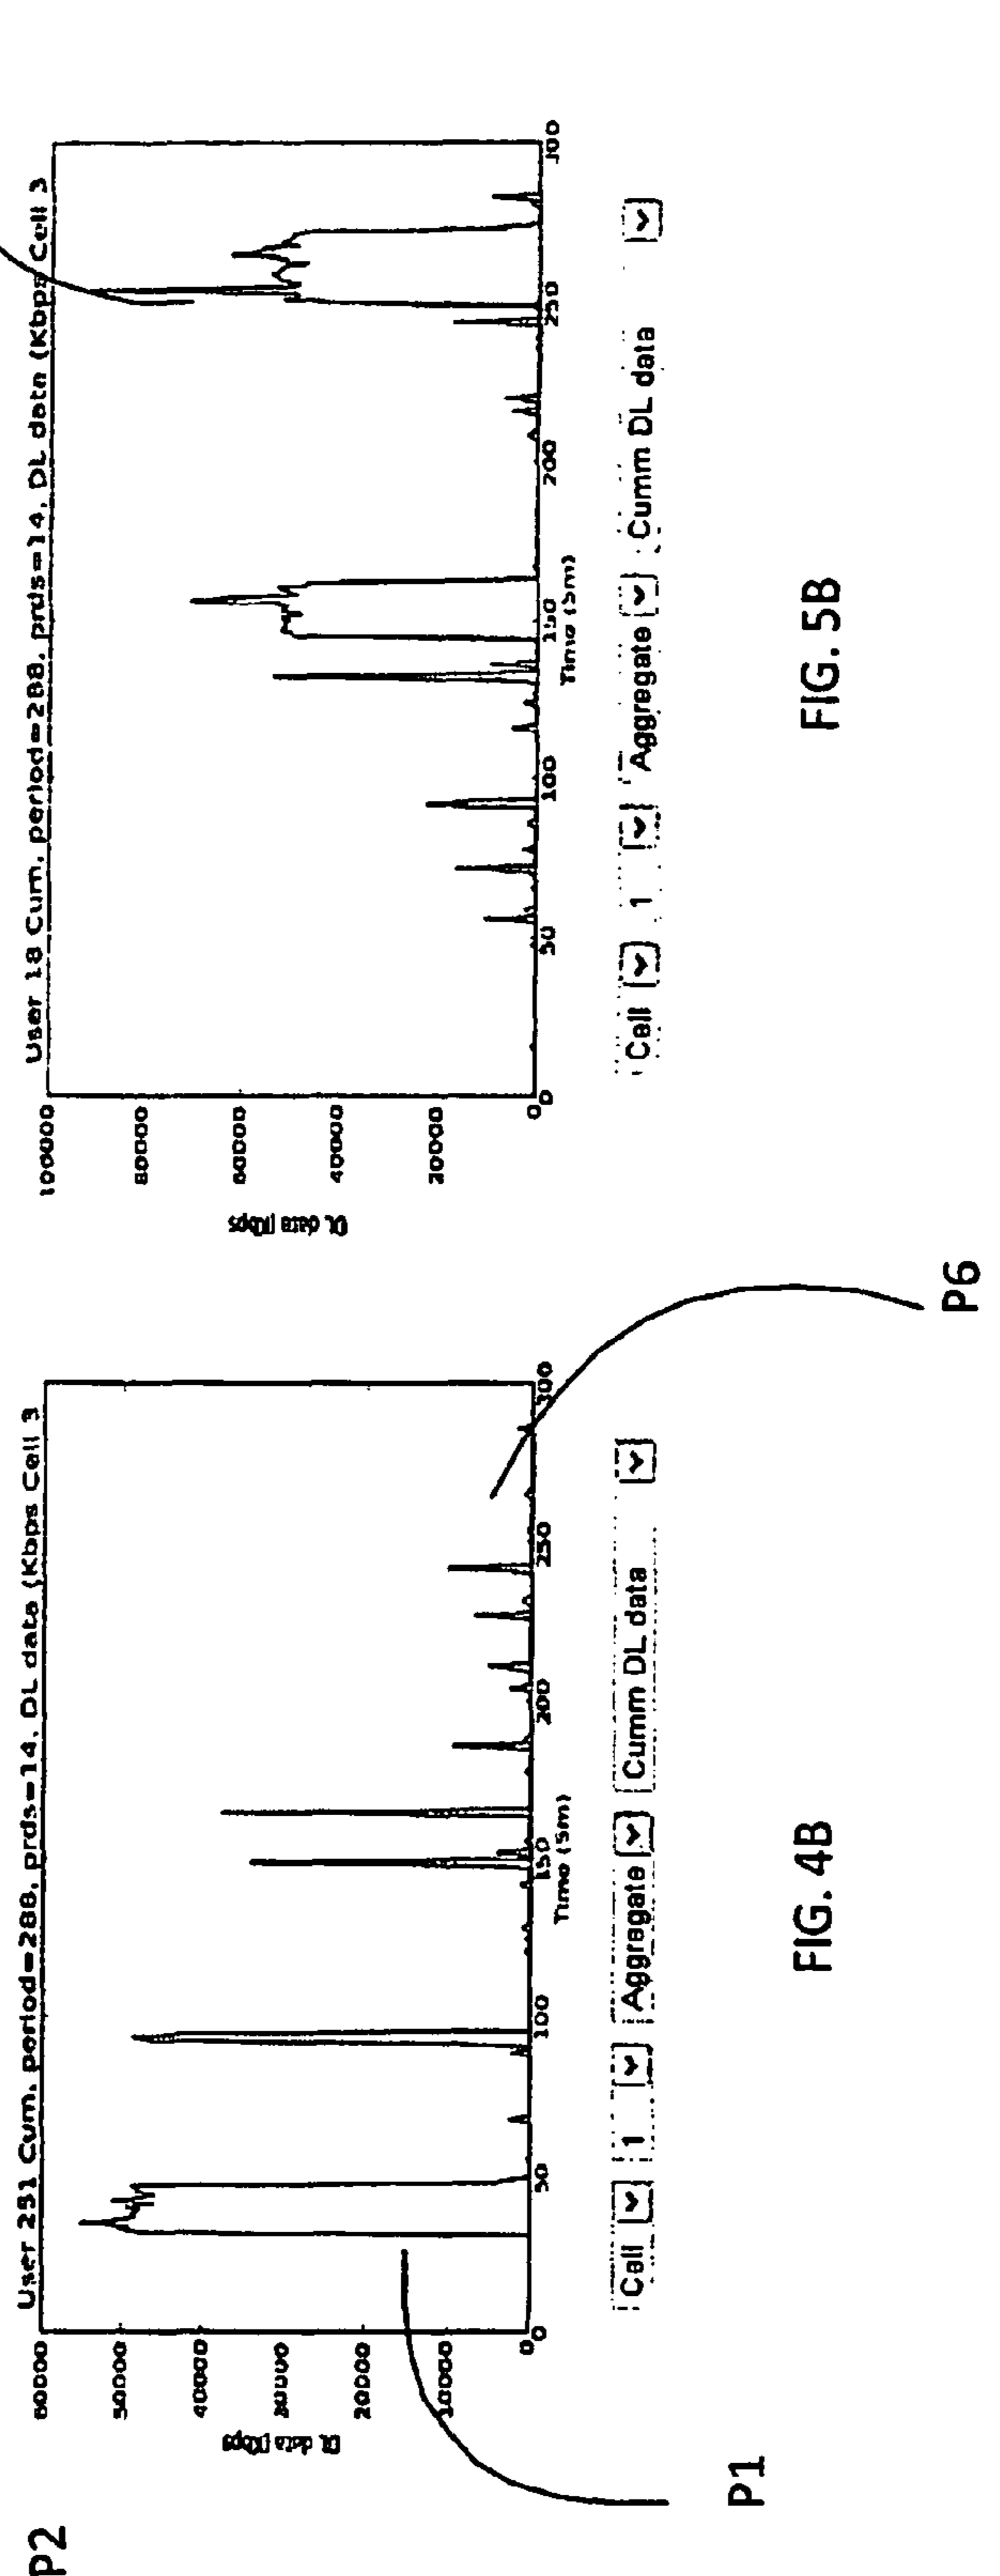 P2
User 251 Cum. period=288, prds=14, DL data (Kbps Cell 3
60000
50000
40000
30000
20000
10000
0
DL data (Kbps
0
50
100
150
200
250
300
Time (5m)
Cell
1
Aggregate
Cumm DL data
P1
P6
FIG. 4B
User 18 Cum. period=288, prds=14, DL data (Kbps Cell 3
100000
80000
60000
40000
20000
0
DL data (Kbps
0
50
100
150
200
250
300
Time (5m)
Cell
1
Aggregate
Cumm DL data
FIG. 5B